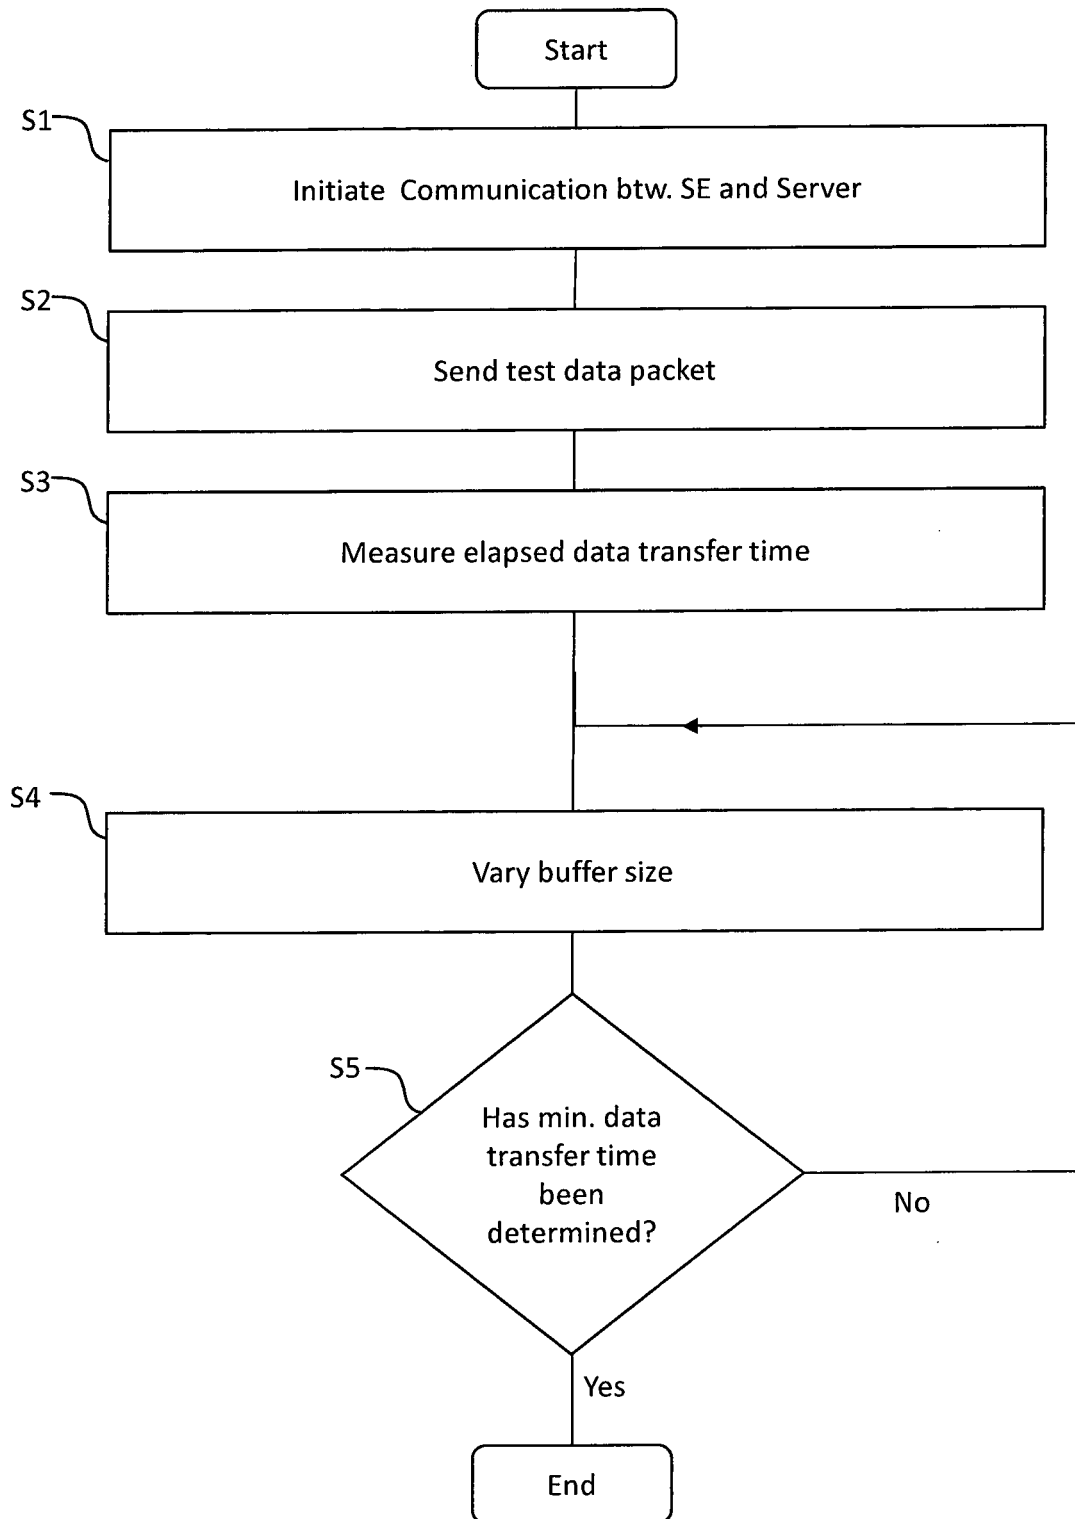 Start
S1
Initiate Communication btw. SE and Server
S2
Send test data packet
S3
Measure elapsed data transfer time
S4
Vary buffer size
S5
Has min. data
transfer time
been
determined?
No
Yes
End